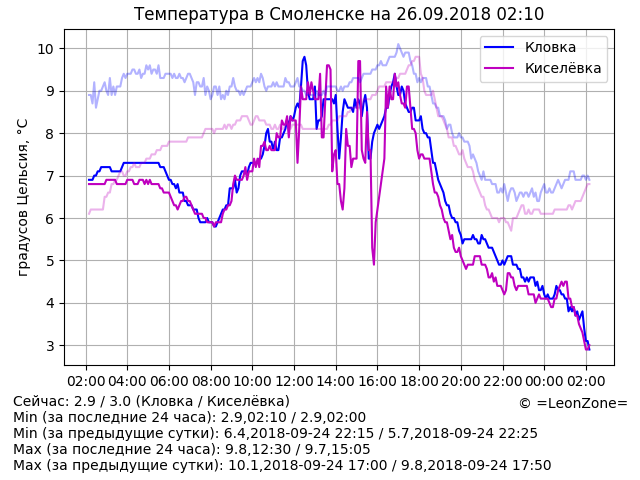 Температура в Смоленске на 26.09.2018 02:10
Кловка
Киселёвка
градусов Цельсия, °C
10
9
8
7
6
5
4
3
02:00 04:00 06:00 08:00 10:00 12:00 14:00 16:00 18:00 20:00 22:00 00:00 02:00
Сейчас: 2.9 / 3.0 (Кловка / Киселёвка)
© =LeonZone=
Min (за последние 24 часа): 2.9,02:10 / 2.9,02:00
Min (за предыдущие сутки): 6.4,2018-09-24 22:15 / 5.7,2018-09-24 22:25
Max (за последние 24 часа): 9.8,12:30 / 9.7,15:05
Max (за предыдущие сутки): 10.1,2018-09-24 17:00 / 9.8,2018-09-24 17:50